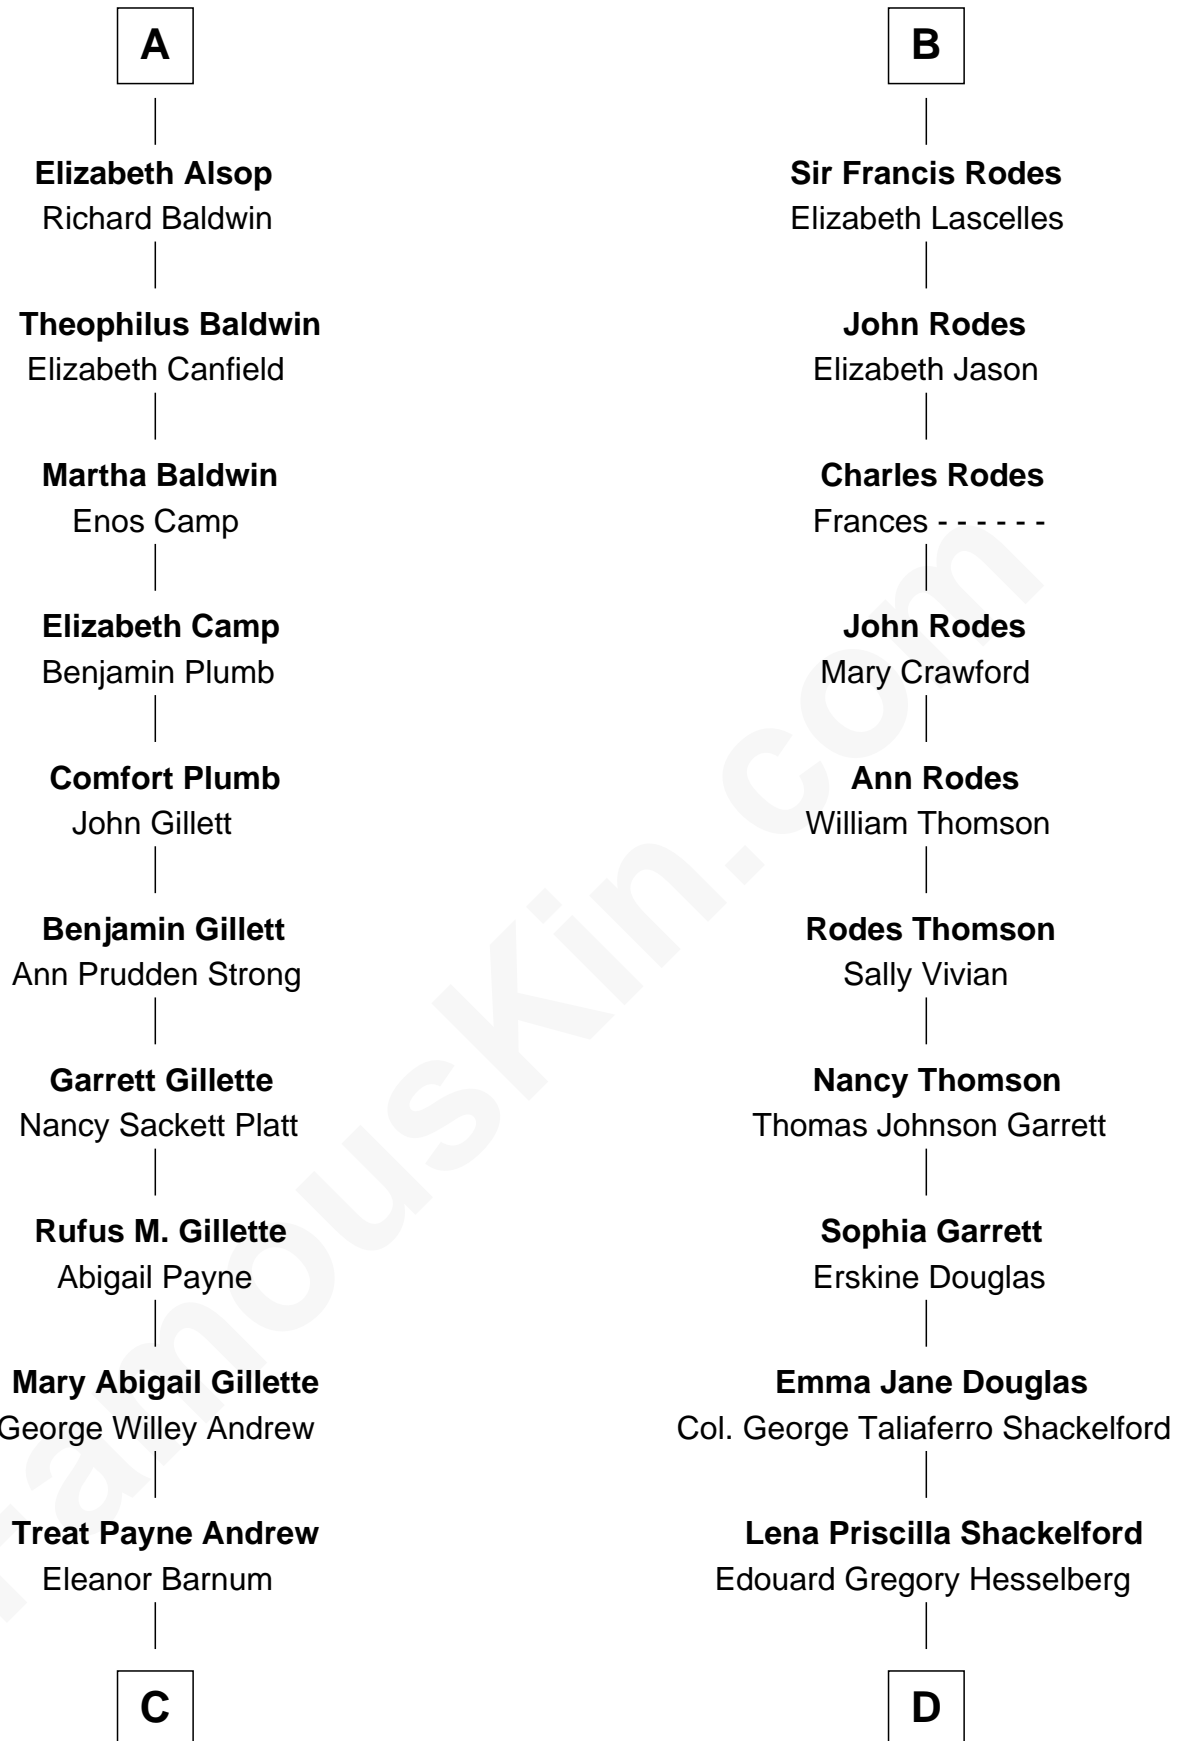 A
Elizabeth Alsop
Richard Baldwin
Theophilus Baldwin
Elizabeth Canfield
Martha Baldwin
Enos Camp
Elizabeth Camp
Benjamin Plumb
Comfort Plumb
John Gillett
Benjamin Gillett
Ann Prudden Strong
Garrett Gillette
Nancy Sackett Platt
Rufus M. Gillette
Abigail Payne
Mary Abigail Gillette
George Willey Andrew
Treat Payne Andrew
Eleanor Barnum
C
B
Sir Francis Rodes
Elizabeth Lascelles
John Rodes
Elizabeth Jason
Charles Rodes
Frances - - - - - -
John Rodes
Mary Crawford
Ann Rodes
William Thomson
Rodes Thomson
Sally Vivian
Nancy Thomson
Thomas Johnson Garrett
Sophia Garrett
Erskine Douglas
Emma Jane Douglas
Col. George Taliaferro Shackelford
Lena Priscilla Shackelford
Edouard Gregory Hesselberg
D
FamousKin.com